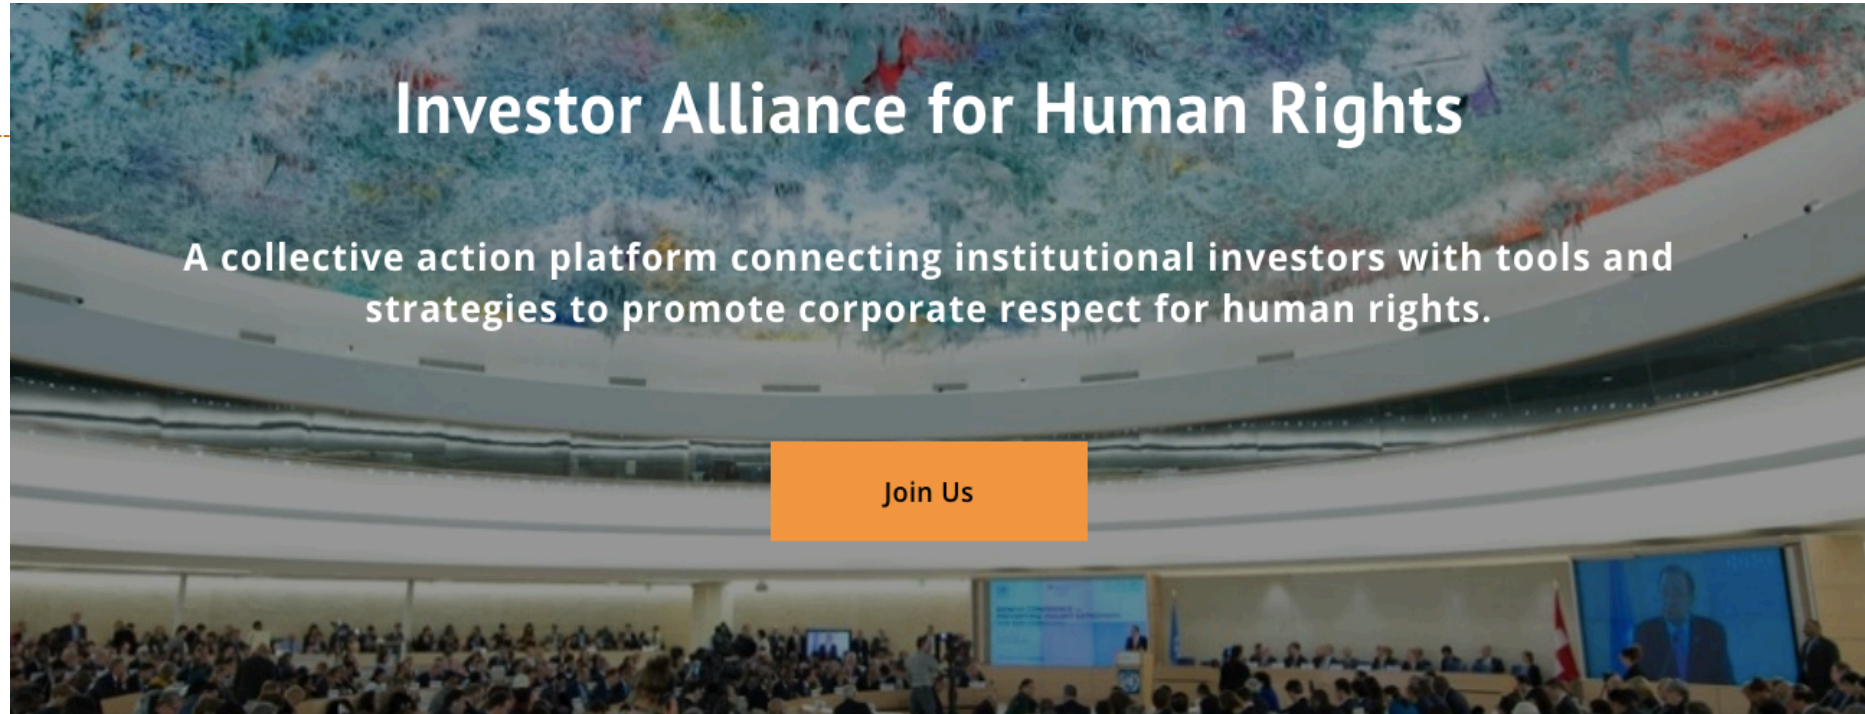 Investor Alliance for Human Rights
A collective action platform connecting institutional investors with tools and
strategies to promote corporate respect for human rights.
Join Us